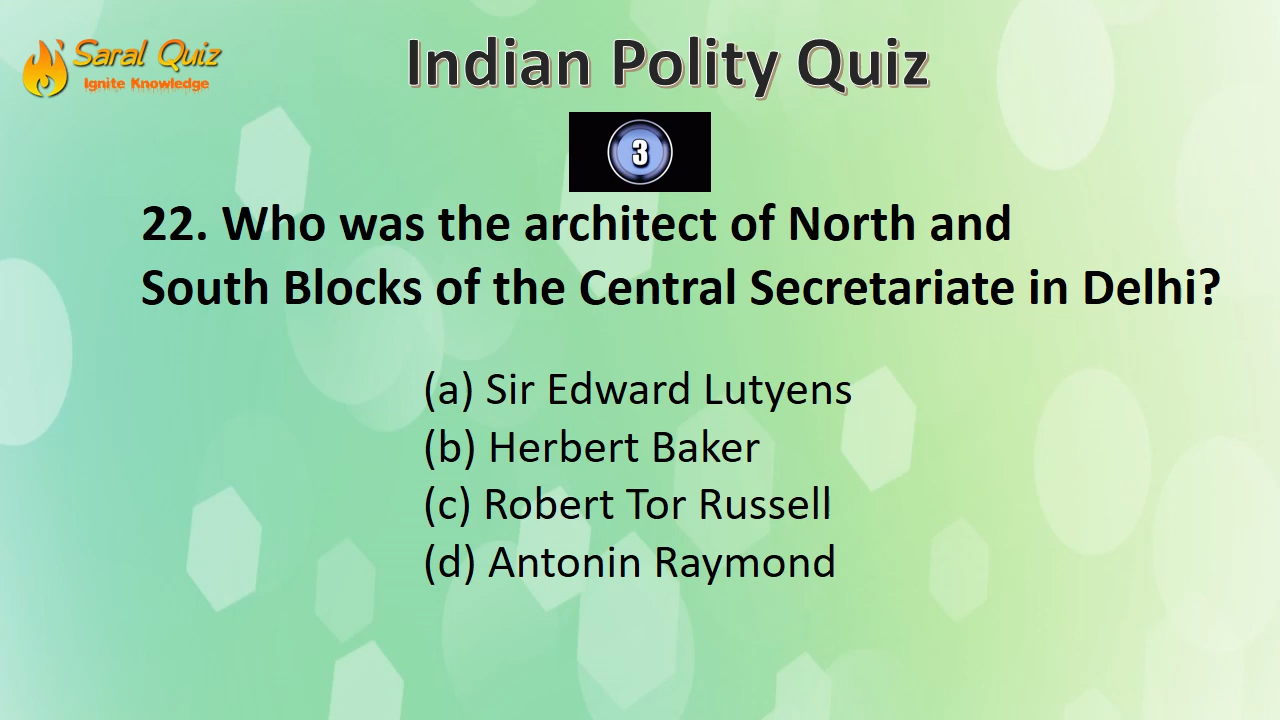 Saral Quiz
Ignite Knowledge
Indian Polity Quiz
3
22. Who was the architect of North and
South Blocks of the Central Secretariate in Delhi?
(a) Sir Edward Lutyens
(b) Herbert Baker
(c) Robert Tor Russell
(d) Antonin Raymond